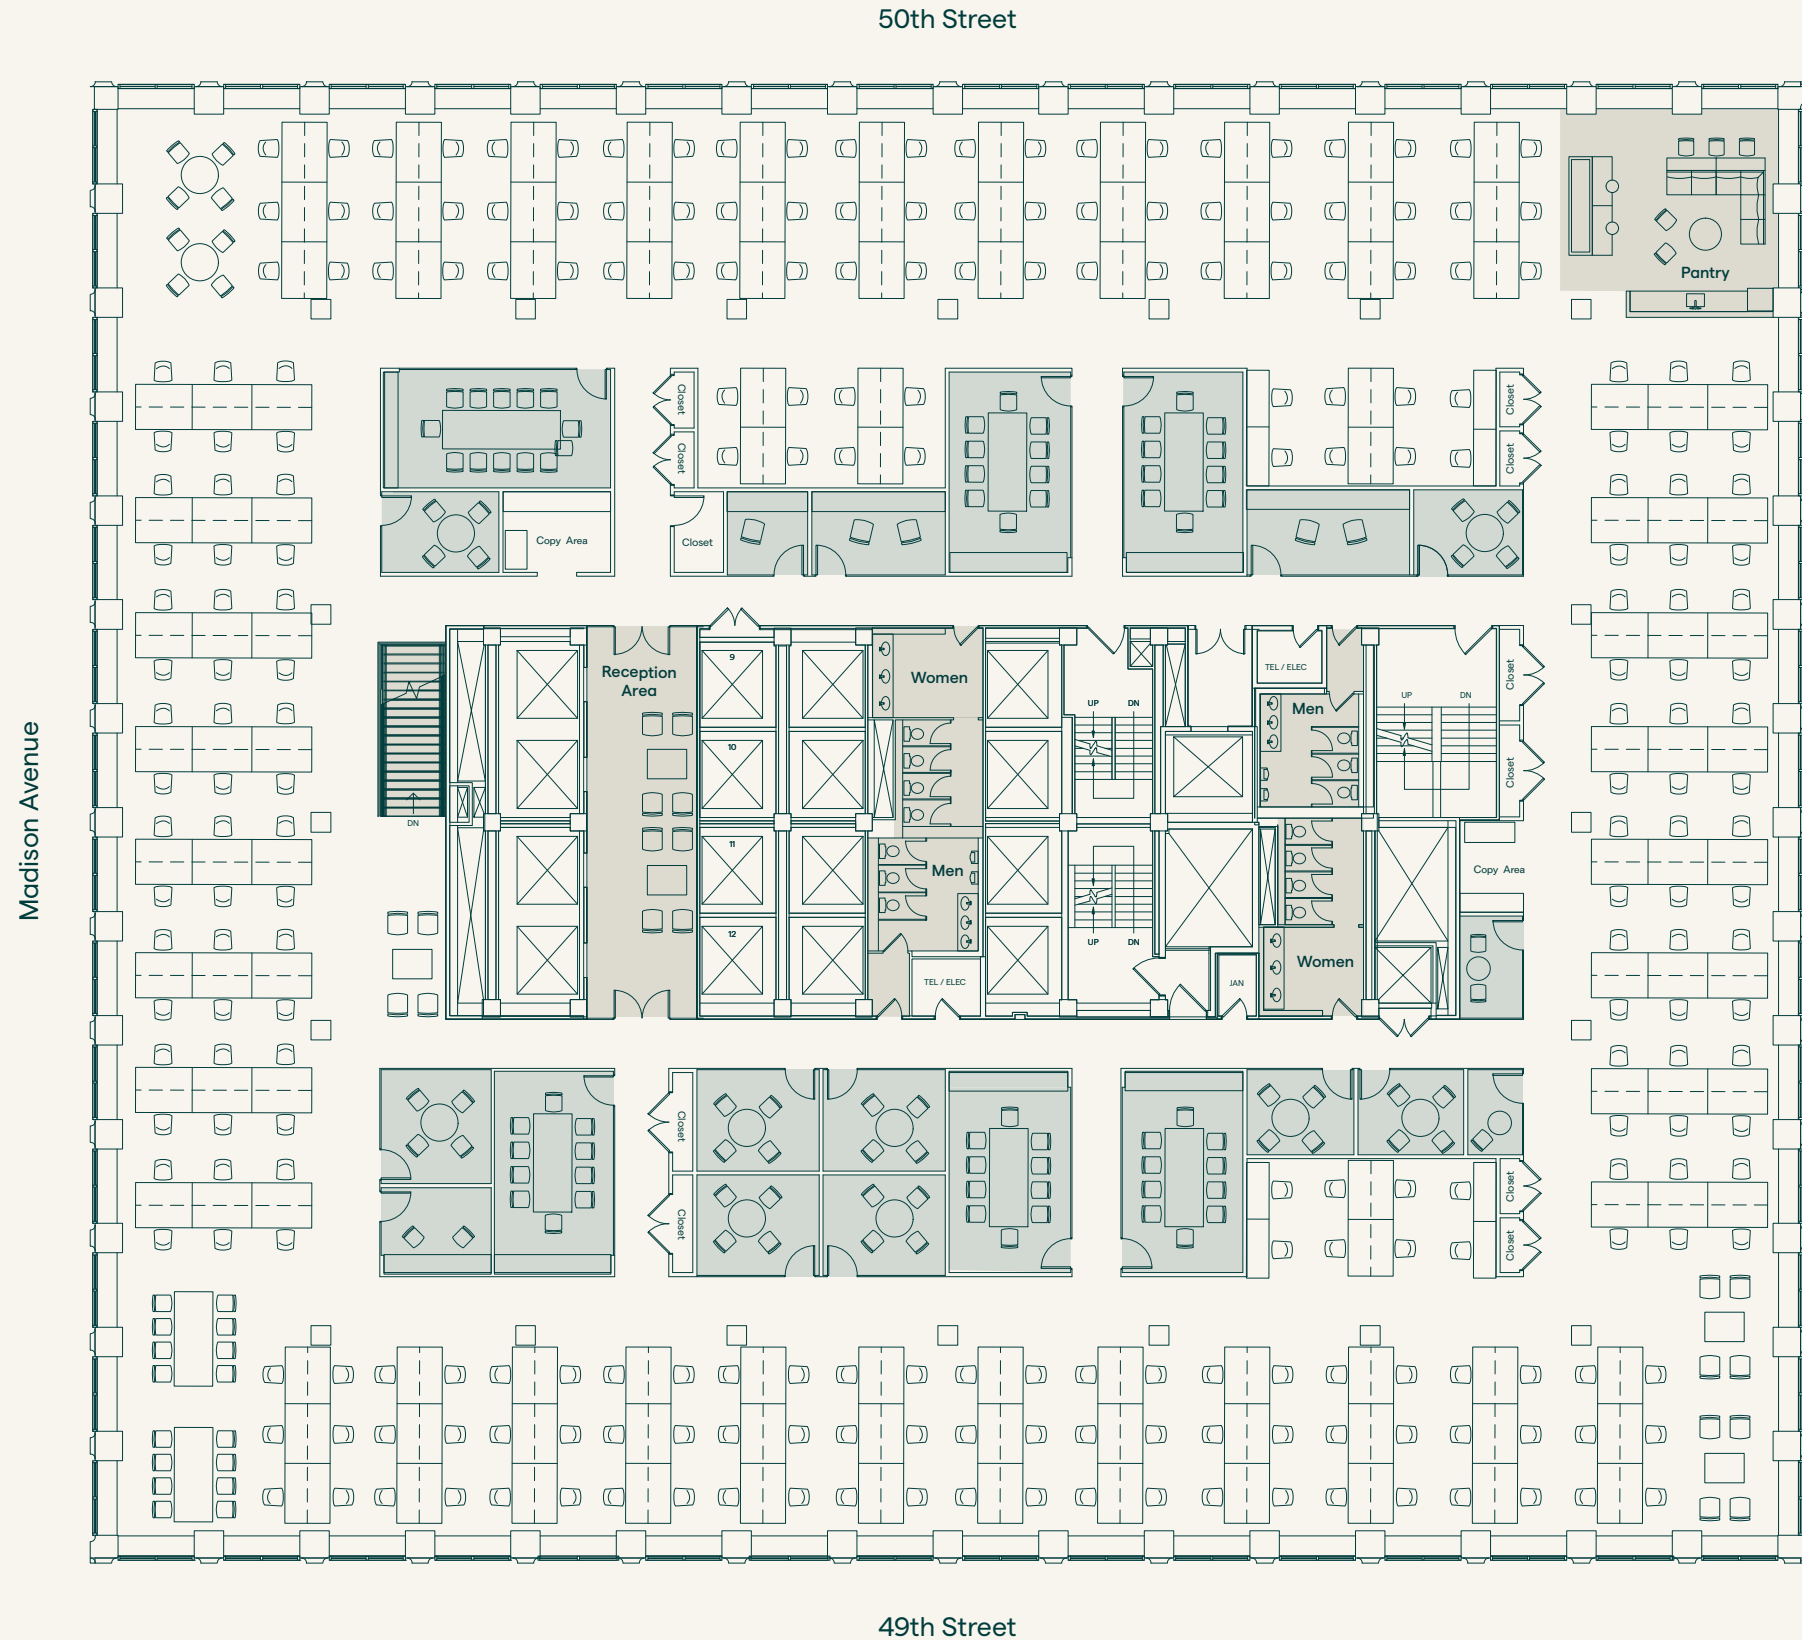 50th Street
Pantry
Closet
Closet
Closet
Closet
Copy Area
Closet
Madison Avenue
Reception
Area
9
Women
TEL / ELEC
Closet
UP
DN
Men
UP
DN
10
Closet
DN
11
Men
Copy Area
12
UP
DN
Women
TEL / ELEC
JAN
Closet
Closet
Closet
Closet
49th Street